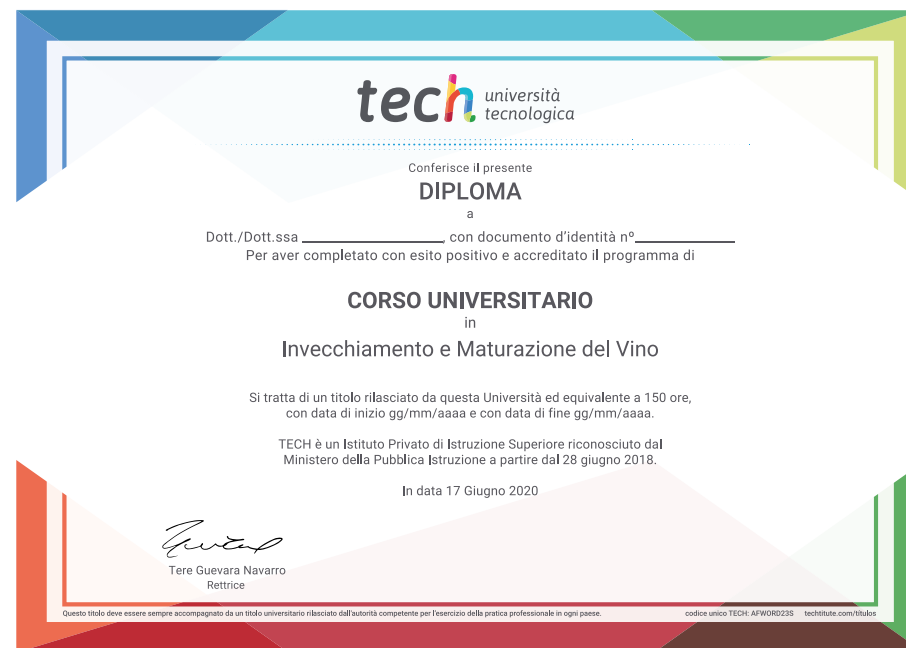 tech università
tecnologica
Conferisce il presente
DIPLOMA
a
Dott./Dott.ssa ____________________, con documento d'identità nº______________
Per aver completato con esito positivo e accreditato il programma di
CORSO UNIVERSITARIO
in
Invecchiamento e Maturazione del Vino
Si tratta di un titolo rilasciato da questa Università ed equivalente a 150 ore,
con data di inizio gg/mm/aaaa e con data di fine gg/mm/aaaa.
TECH è un Istituto Privato di Istruzione Superiore riconosciuto dal
Ministero della Pubblica Istruzione a partire dal 28 giugno 2018.
In data 17 Giugno 2020
Tere Guevara Navarro
Rettrice
Questo titolo deve essere sempre accompagnato da un titolo universitario rilasciato dall'autorità competente per l'esercizio della pratica professionale in ogni paese. codice unico TECH: AFWORD23S techtitute.com/títulos